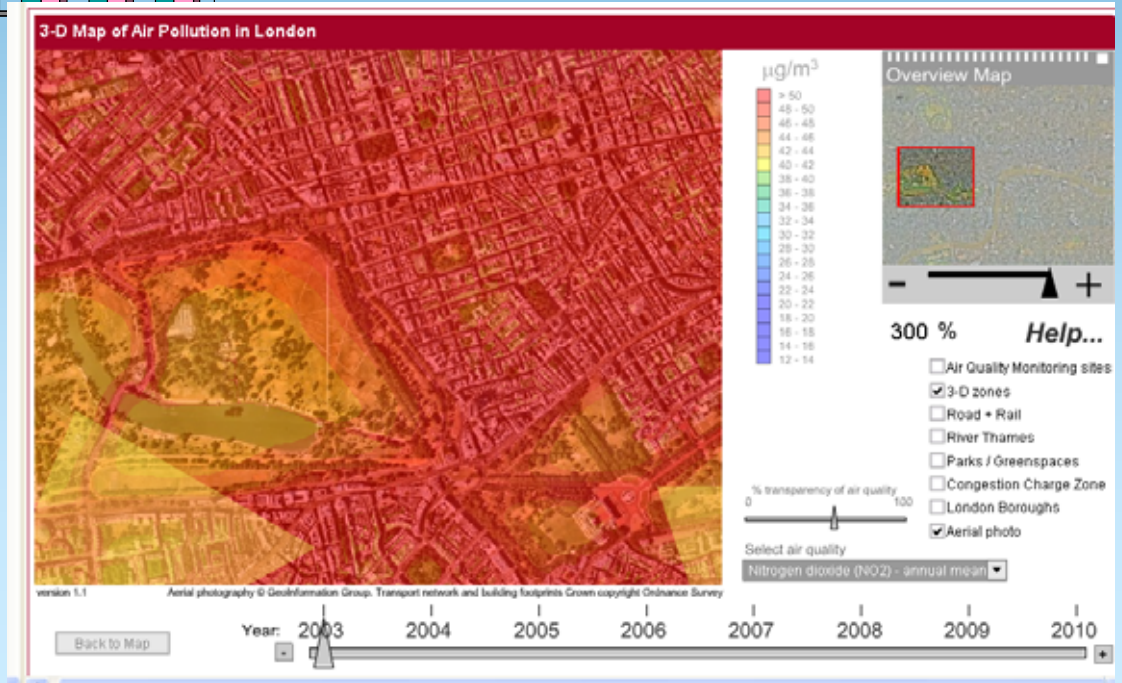 3-D Map of Air Pollution in London
µg/m³
> 50
48 - 50
46 - 48
44 - 46
42 - 44
40 - 42
38 - 40
36 - 38
34 - 36
32 - 34
30 - 32
28 - 30
26 - 28
24 - 26
22 - 24
20 - 22
18 - 20
16 - 18
14 - 16
12 - 14
Overview Map
- +
300 % Help...
Air Quality Monitoring sites
3-D zones
Road + Rail
River Thames
Parks / Greenspaces
Congestion Charge Zone
London Boroughs
Aerial photo
% transparency of air quality
0 100
Select air quality
Nitrogen dioxide (NO2) - annual mean
version 1.1 Aerial photography © GeoInformation Group. Transport network and building footprints Crown copyright Ordnance Survey
Back to Map
Year: 2003 2004 2005 2006 2007 2008 2009 2010
- +